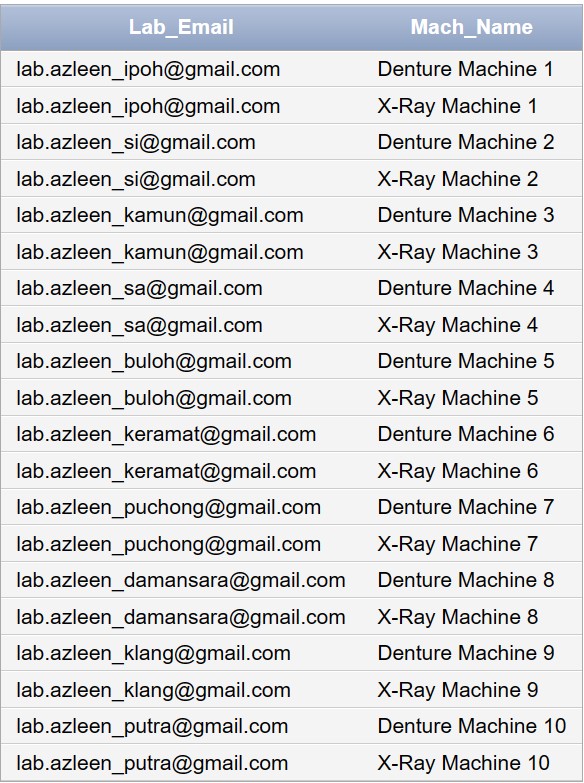 Lab_Email Mach_Name
lab.azleen_ipoh@gmail.com Denture Machine 1
lab.azleen_ipoh@gmail.com X-Ray Machine 1
lab.azleen_si@gmail.com Denture Machine 2
lab.azleen_si@gmail.com X-Ray Machine 2
lab.azleen_kamun@gmail.com Denture Machine 3
lab.azleen_kamun@gmail.com X-Ray Machine 3
lab.azleen_sa@gmail.com Denture Machine 4
lab.azleen_sa@gmail.com X-Ray Machine 4
lab.azleen_buloh@gmail.com Denture Machine 5
lab.azleen_buloh@gmail.com X-Ray Machine 5
lab.azleen_keramat@gmail.com Denture Machine 6
lab.azleen_keramat@gmail.com X-Ray Machine 6
lab.azleen_puchong@gmail.com Denture Machine 7
lab.azleen_puchong@gmail.com X-Ray Machine 7
lab.azleen_damansara@gmail.com Denture Machine 8
lab.azleen_damansara@gmail.com X-Ray Machine 8
lab.azleen_klang@gmail.com Denture Machine 9
lab.azleen_klang@gmail.com X-Ray Machine 9
lab.azleen_putra@gmail.com Denture Machine 10
lab.azleen_putra@gmail.com X-Ray Machine 10